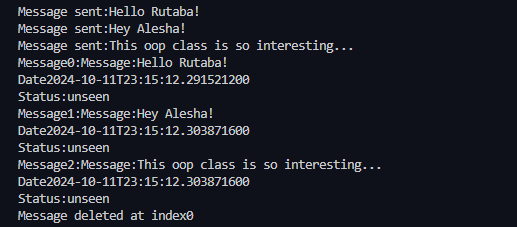 Message sent:Hello Rutaba!
Message sent:Hey Alesha!
Message sent:This oop class is so interesting...
Message0:Message:Hello Rutaba!
Date2024-10-11T23:15:12.291521200
Status:unseen
Message1:Message:Hey Alesha!
Date2024-10-11T23:15:12.303871600
Status:unseen
Message2:Message:This oop class is so interesting...
Date2024-10-11T23:15:12.303871600
Status:unseen
Message deleted at index0